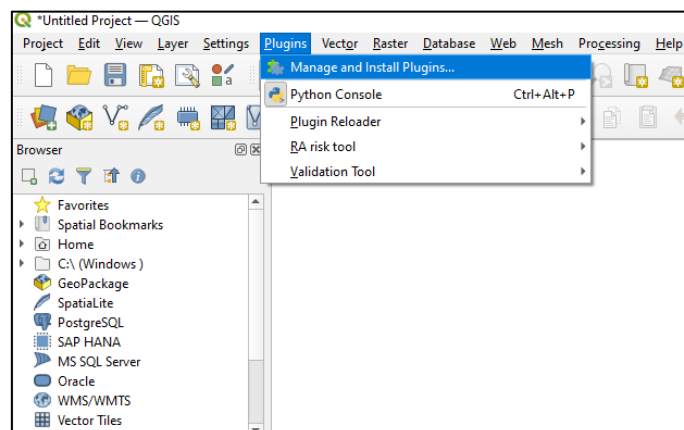 *Untitled Project — QGIS
Project Edit View Layer Settings Plugins Vector Raster Database Web Mesh Processing Help
Manage and Install Plugins...
Python Console Ctrl+Alt+P
Plugin Reloader
RA risk tool
Validation Tool
Browser
Favorites
Spatial Bookmarks
Home
C:\ (Windows )
GeoPackage
SpatiaLite
PostgreSQL
SAP HANA
MS SQL Server
Oracle
WMS/WMTS
Vector Tiles